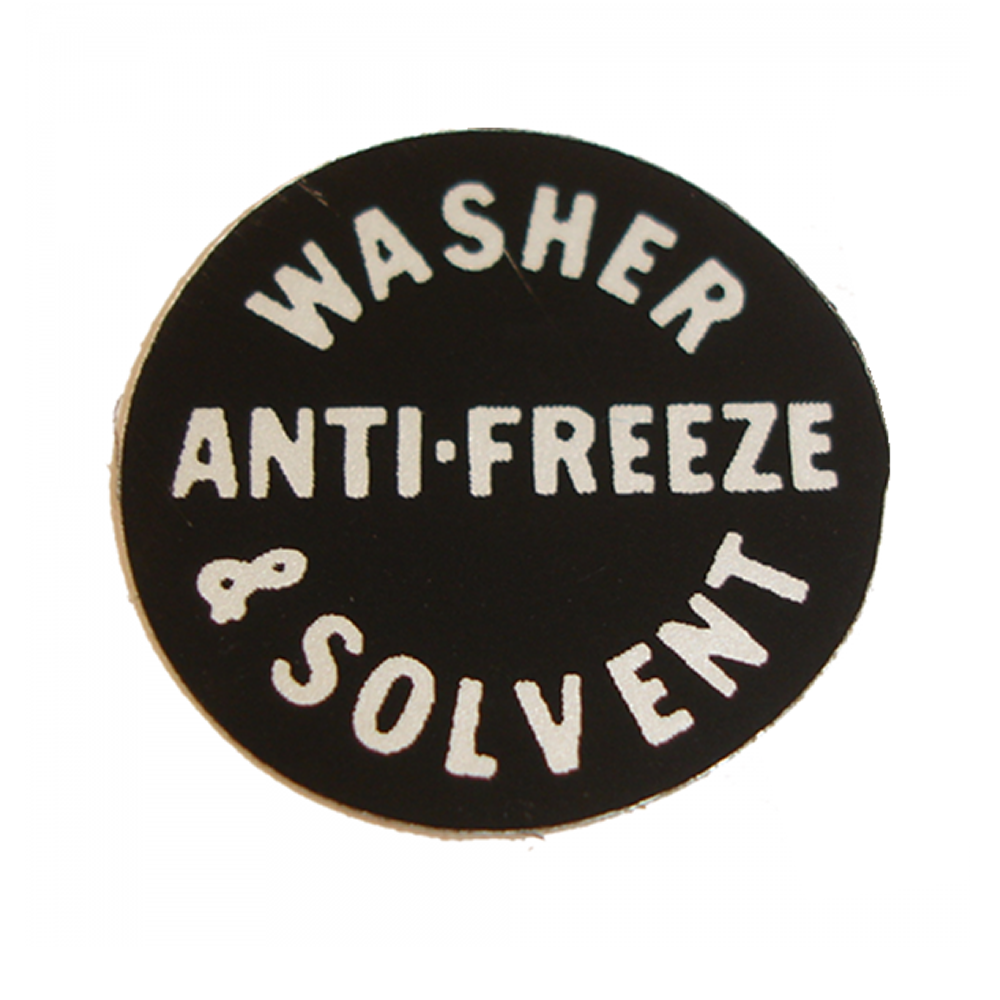 WASHER
ANTI-FREEZE
& SOLVENT